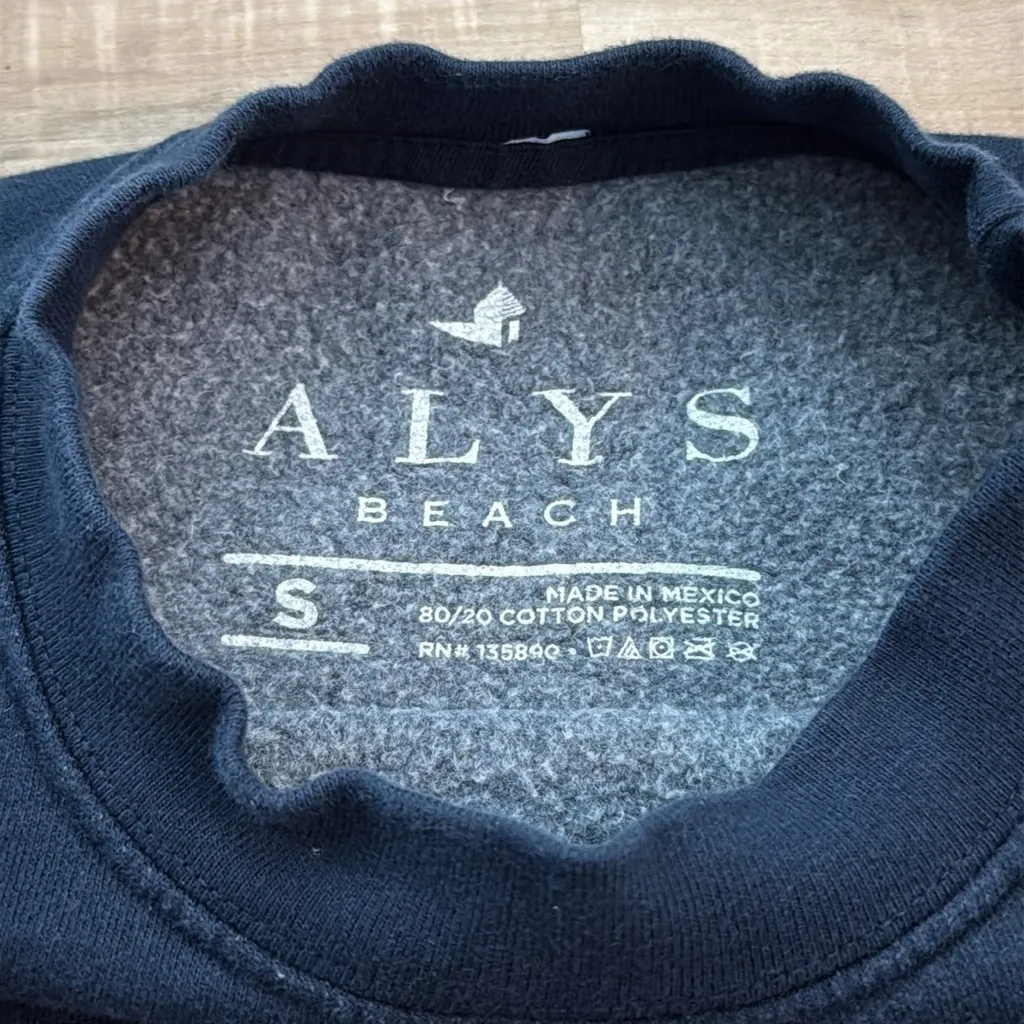 ALYS
BEACH
S
MADE IN MEXICO
80/20 COTTON POLYESTER
RN# 135890 •